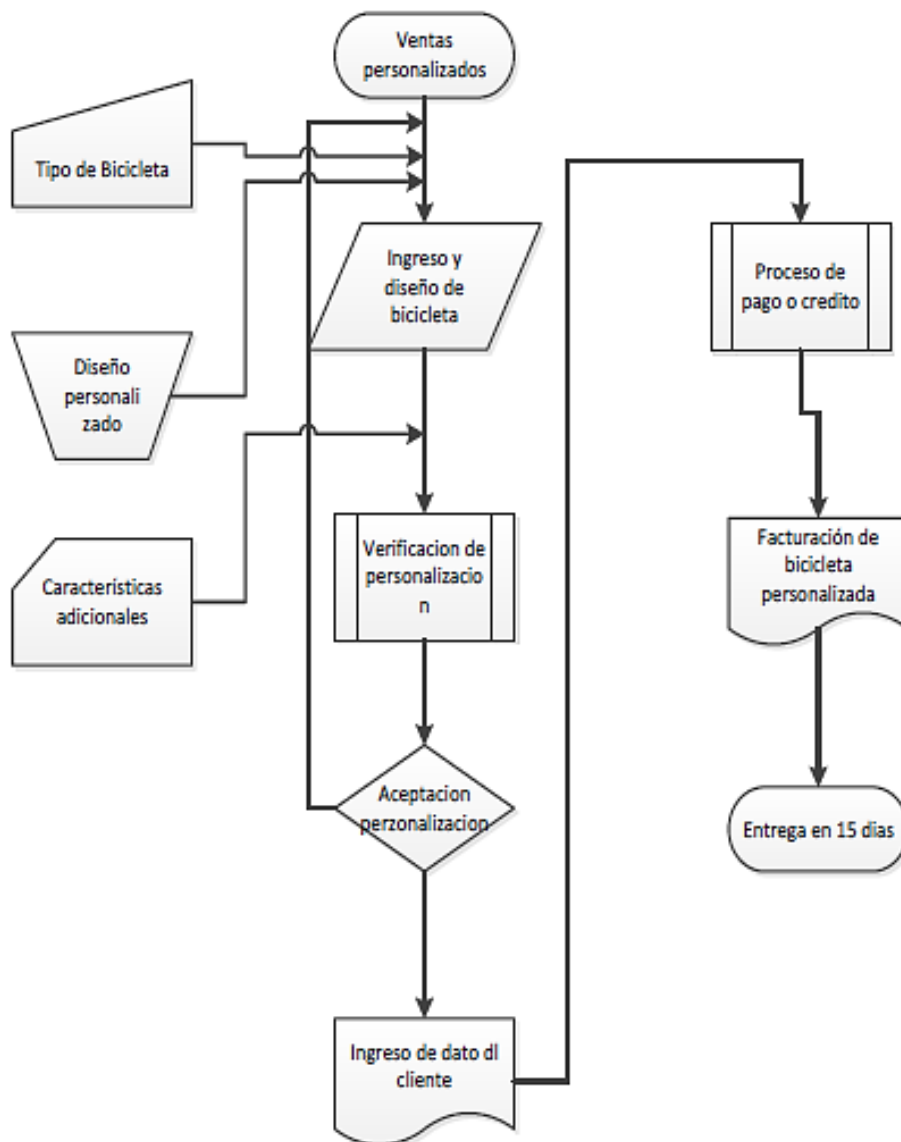 Ventas
personalizados
Tipo de Bicicleta
Ingreso y
diseño de
bicicleta
Diseño
personali
zado
Características
adicionales
Verificacion de
personalizacio
n
Aceptacion
perzonalizacion
Ingreso de dato dl
cliente
Proceso de
pago o credito
Facturación de
bicicleta
personalizada
Entrega en 15 dias